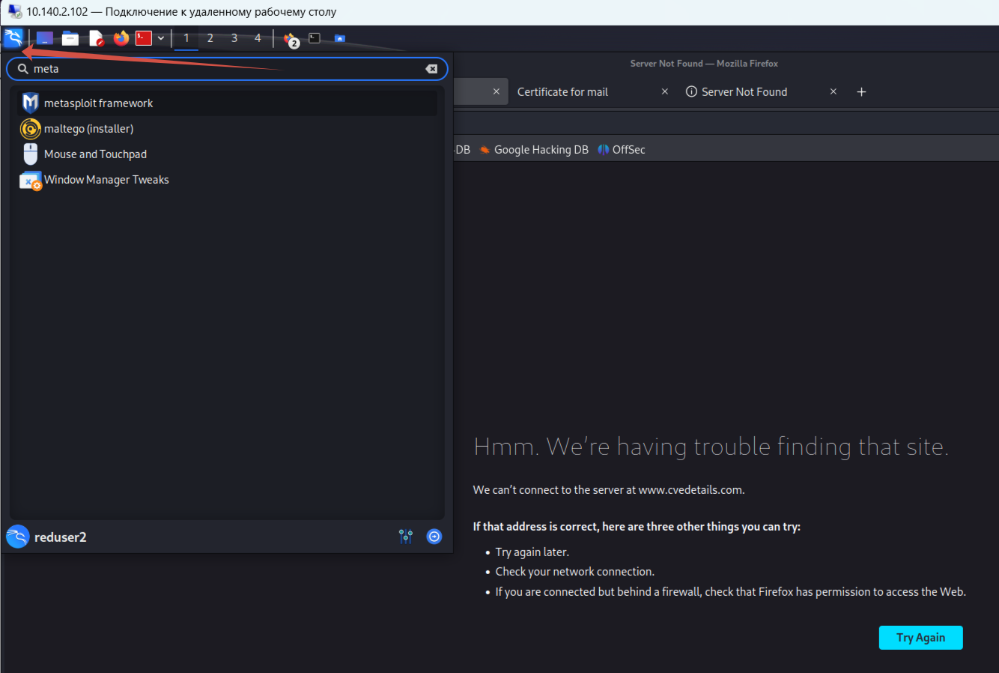 10.140.2.102 — Подключение к удаленному рабочему столу
1 2 3 4 2
meta
Server Not Found — Mozilla Firefox
Certificate for mail
Server Not Found
-DB Google Hacking DB OffSec
metasploit framework
maltego (installer)
Mouse and Touchpad
Window Manager Tweaks
reduser2
Hmm. We’re having trouble finding that site.
We can’t connect to the server at www.cvedetails.com.
If that address is correct, here are three other things you can try:
• Try again later.
• Check your network connection.
• If you are connected but behind a firewall, check that Firefox has permission to access the Web.
Try Again